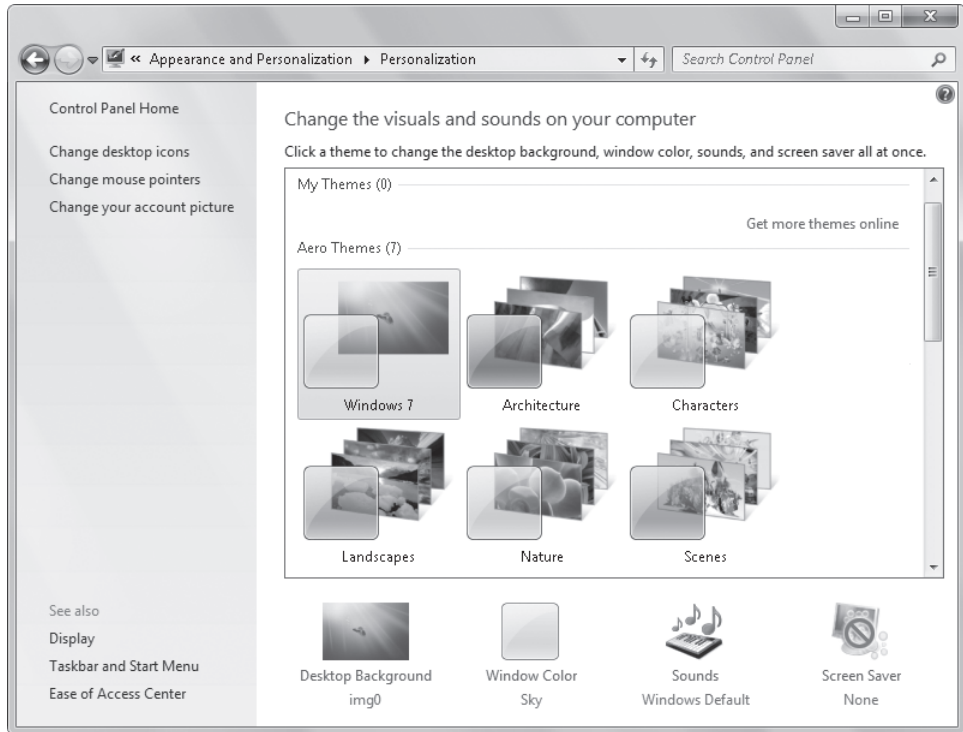 « Appearance and Personalization ▸ Personalization
Search Control Panel
Control Panel Home
Change desktop icons
Change mouse pointers
Change your account picture
See also
Display
Taskbar and Start Menu
Ease of Access Center
Change the visuals and sounds on your computer
Click a theme to change the desktop background, window color, sounds, and screen saver all at once.
My Themes (0)
Get more themes online
Aero Themes (7)
Windows 7
Architecture
Characters
Landscapes
Nature
Scenes
Desktop Background
img0
Window Color
Sky
Sounds
Windows Default
Screen Saver
None